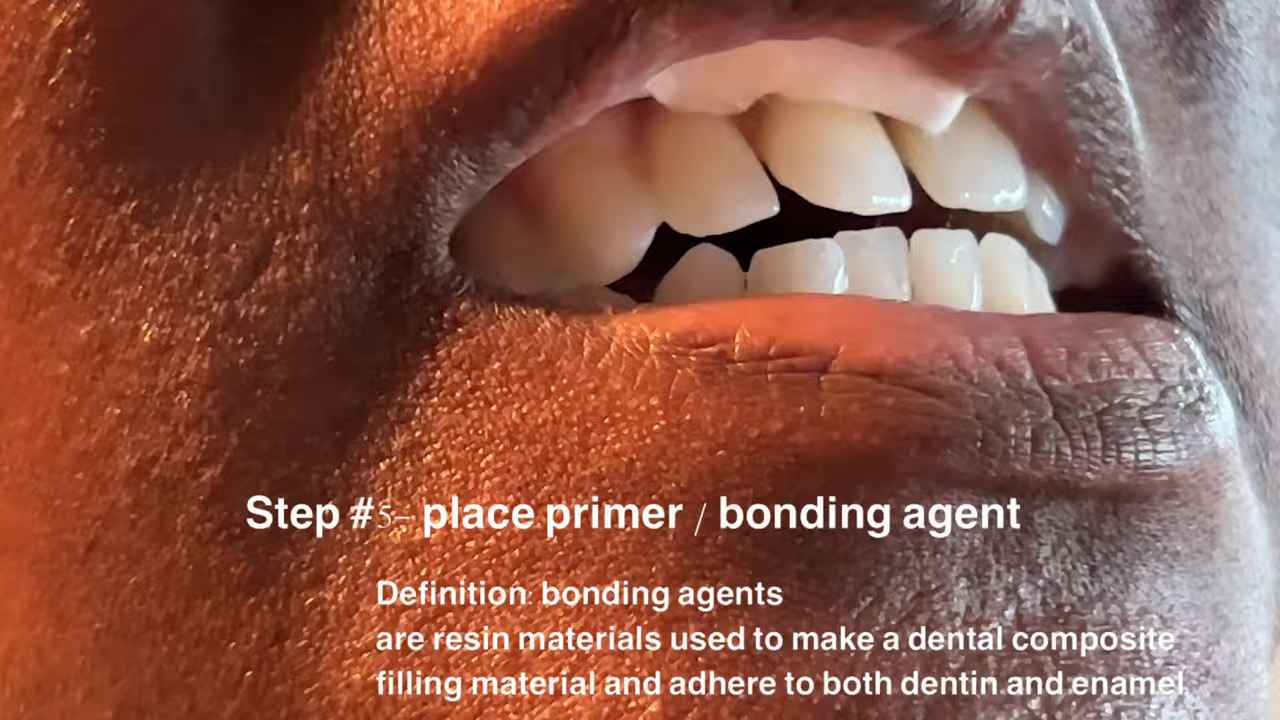 Step #5– place primer / bonding agent
Definition: bonding agents
are resin materials used to make a dental composite
filling material and adhere to both dentin and enamel